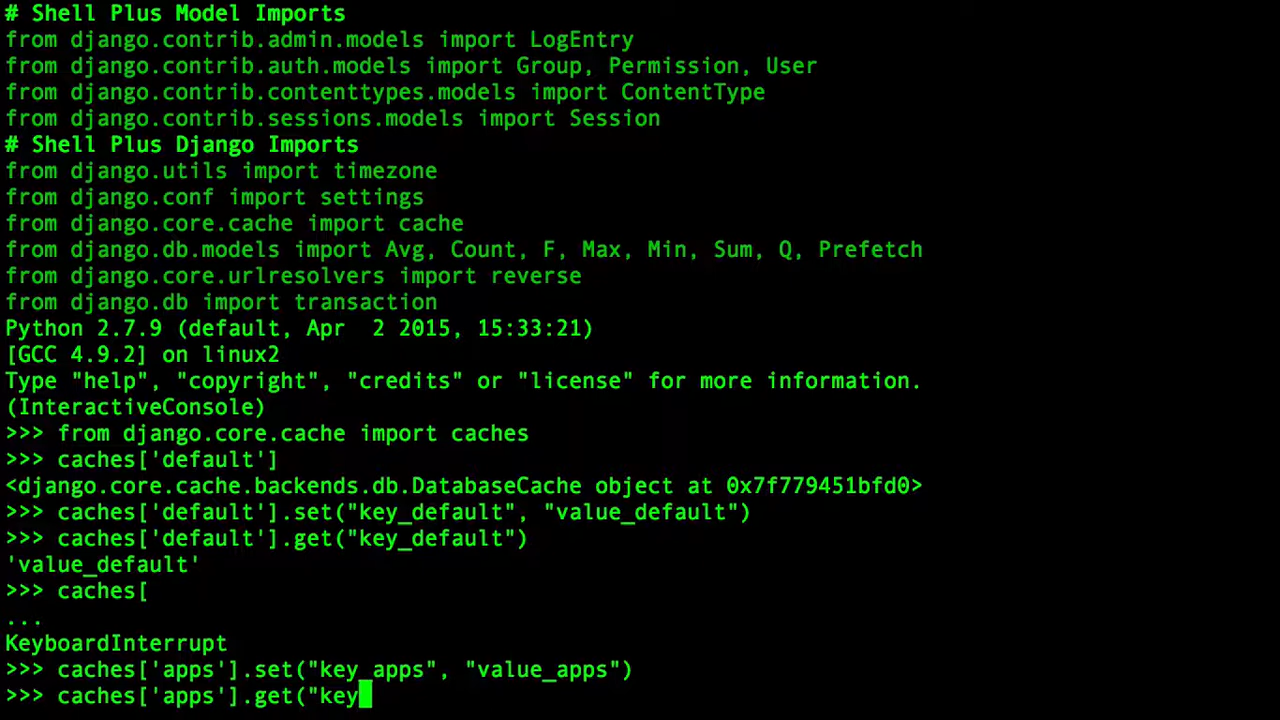 # Shell Plus Model Imports
from django.contrib.admin.models import LogEntry
from django.contrib.auth.models import Group, Permission, User
from django.contrib.contenttypes.models import ContentType
from django.contrib.sessions.models import Session
# Shell Plus Django Imports
from django.utils import timezone
from django.conf import settings
from django.core.cache import cache
from django.db.models import Avg, Count, F, Max, Min, Sum, Q, Prefetch
from django.core.urlresolvers import reverse
from django.db import transaction
Python 2.7.9 (default, Apr  2 2015, 15:33:21)
[GCC 4.9.2] on linux2
Type "help", "copyright", "credits" or "license" for more information.
(InteractiveConsole)
>>> from django.core.cache import caches
>>> caches['default']
<django.core.cache.backends.db.DatabaseCache object at 0x7f779451bfd0>
>>> caches['default'].set("key_default", "value_default")
>>> caches['default'].get("key_default")
'value_default'
>>> caches[
...
KeyboardInterrupt
>>> caches['apps'].set("key_apps", "value_apps")
>>> caches['apps'].get("key